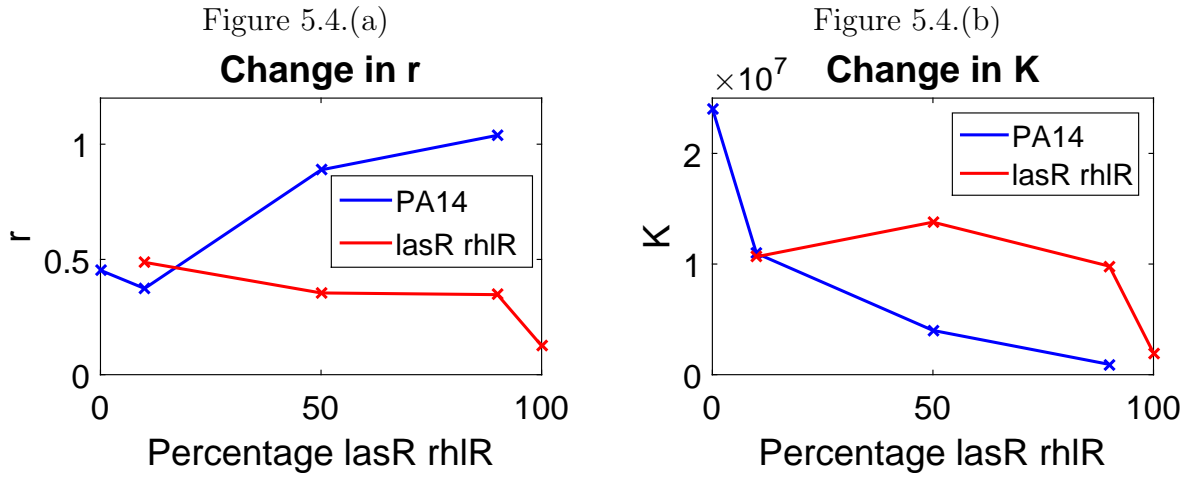 Figure 5.4.(a)
Change in r
1
0.5
0
r
PA14
lasR rhlR
0 50 100
Percentage lasR rhlR
Figure 5.4.(b)
×10^7 Change in K
2
1
0
K
PA14
lasR rhlR
0 50 100
Percentage lasR rhlR